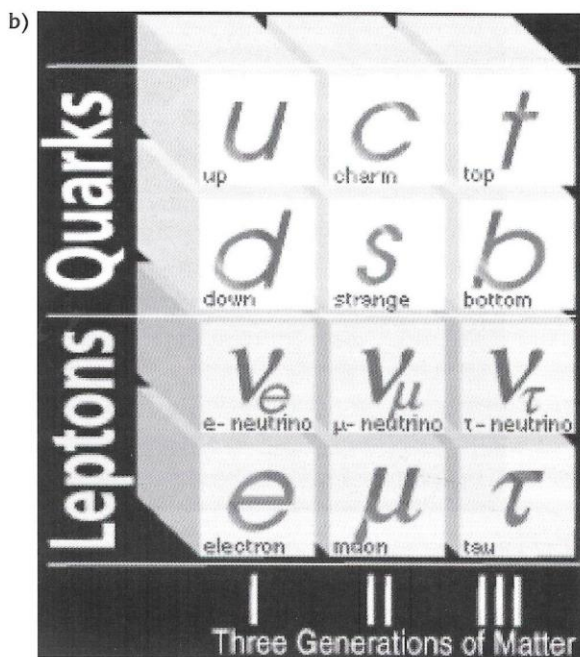 b)
Quarks
u c t
up charm top
d s b
down strange bottom
Leptons
νe νμ ντ
e- neutrino μ- neutrino τ- neutrino
e μ τ
electron muon tau
I II III
Three Generations of Matter